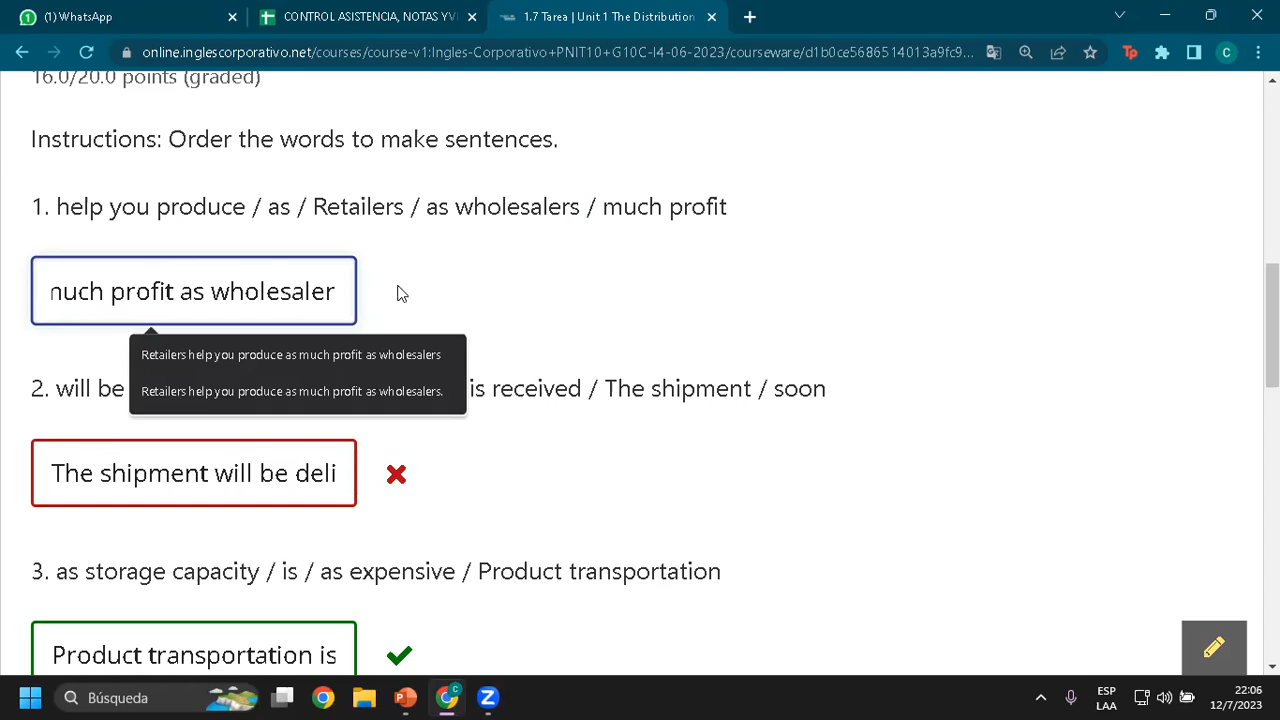 (1) WhatsApp
CONTROL ASISTENCIA, NOTAS YVI
1.7 Tarea | Unit 1 The Distribution
online.inglescorporativo.net/courses/course-v1:Ingles-Corporativo+PNIT10+G10C-I4-06-2023/courseware/d1b0ce5686514013a9fc9...
C
16.0/20.0 points (graded)
Instructions: Order the words to make sentences.
1. help you produce / as / Retailers / as wholesalers / much profit
much profit as wholesaler
Retailers help you produce as much profit as wholesalers
Retailers help you produce as much profit as wholesalers.
2. will be is received / The shipment / soon
The shipment will be deli
3. as storage capacity / is / as expensive / Product transportation
Product transportation is
Búsqueda
ESP
LAA
22:06
12/7/2023